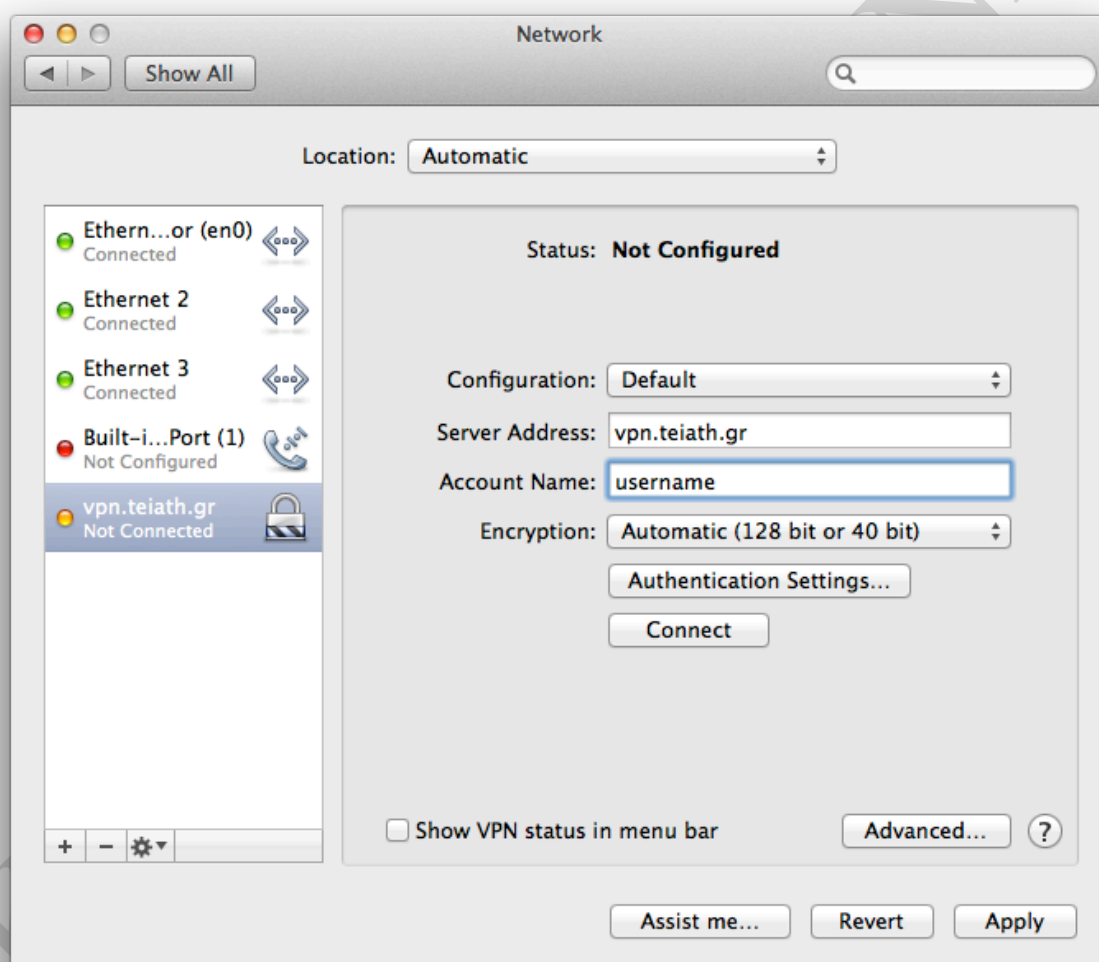 Network
Show All
Location: Automatic
Ethern...or (en0)
Connected
Ethernet 2
Connected
Ethernet 3
Connected
Built-i...Port (1)
Not Configured
vpn.teiath.gr
Not Connected
Status: Not Configured
Configuration: Default
Server Address: vpn.teiath.gr
Account Name: username
Encryption: Automatic (128 bit or 40 bit)
Authentication Settings...
Connect
Show VPN status in menu bar
Advanced...
?
Assist me...
Revert
Apply